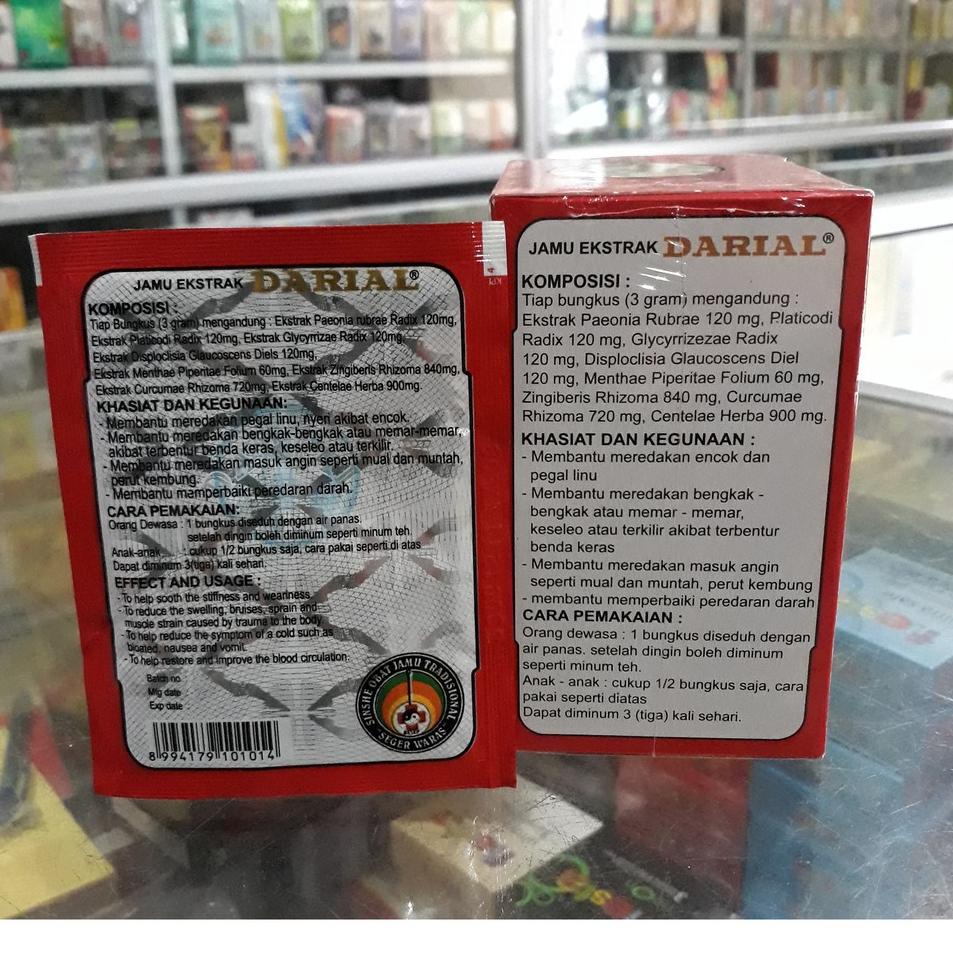 JAMU EKSTRAK DARIAL®
KOMPOSISI :
Tiap Bungkus (3 gram) mengandung : Ekstrak Paeonia rubrae Radix 120mg,
Ekstrak Platicodi Radix 120mg, Ekstrak Glycyrrizae Radix 120mg,
Ekstrak Disploclisia Glaucoscens Diels 120mg,
Ekstrak Menthae Piperitae Folium 60mg, Ekstrak Zingiberis Rhizoma 840mg,
Ekstrak Curcumae Rhizoma 720mg, Ekstrak Centelae Herba 900mg.
KHASIAT DAN KEGUNAAN:
- Membantu meredakan pegal linu, nyeri akibat encok.
- Membantu meredakan bengkak-bengkak atau memar-memar,
akibat terbentur benda keras, keseleo atau terkilir.
- Membantu meredakan masuk angin seperti mual dan muntah,
perut kembung.
- Membantu mamperbaiki peredaran darah.
CARA PEMAKAIAN:
Orang Dewasa : 1 bungkus diseduh dengan air panas.
setelah dingin boleh diminum seperti minum teh.
Anak-anak : cukup 1/2 bungkus saja, cara pakai seperti di atas
Dapat diminum 3(tiga) kali sehari.
EFFECT AND USAGE :
- To help sooth the stiffness and weariness.
- To reduce the swelling, bruises, sprain and
muscle strain caused by trauma to the body.
- To help reduce the symptom of a cold such as
bloated, nausea and vomit.
- To help restore and improve the blood circulation.
Batch no :
Mfg date :
Exp date :
8 994179 101014
SINSHE OBAT JAMU TRADISIONAL
SEGER WARAS
JAMU EKSTRAK DARIAL®
KOMPOSISI :
Tiap bungkus (3 gram) mengandung :
Ekstrak Paeonia Rubrae 120 mg, Platicodi
Radix 120 mg, Glycyrrizezae Radix
120 mg, Disploclisia Glaucoscens Diel
120 mg, Menthae Piperitae Folium 60 mg,
Zingiberis Rhizoma 840 mg, Curcumae
Rhizoma 720 mg, Centelae Herba 900 mg.
KHASIAT DAN KEGUNAAN :
- Membantu meredakan encok dan
pegal linu
- Membantu meredakan bengkak -
bengkak atau memar - memar,
keseleo atau terkilir akibat terbentur
benda keras
- Membantu meredakan masuk angin
seperti mual dan muntah, perut kembung
- membantu memperbaiki peredaran darah
CARA PEMAKAIAN :
Orang dewasa : 1 bungkus diseduh dengan
air panas. setelah dingin boleh diminum
seperti minum teh.
Anak - anak : cukup 1/2 bungkus saja, cara
pakai seperti diatas
Dapat diminum 3 (tiga) kali sehari.